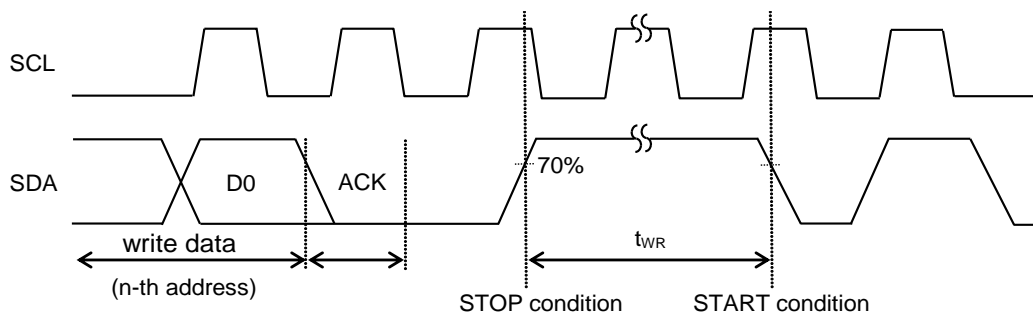 SCL
SDA
D0
ACK
70%
write data
(n-th address)
tWR
STOP condition
START condition